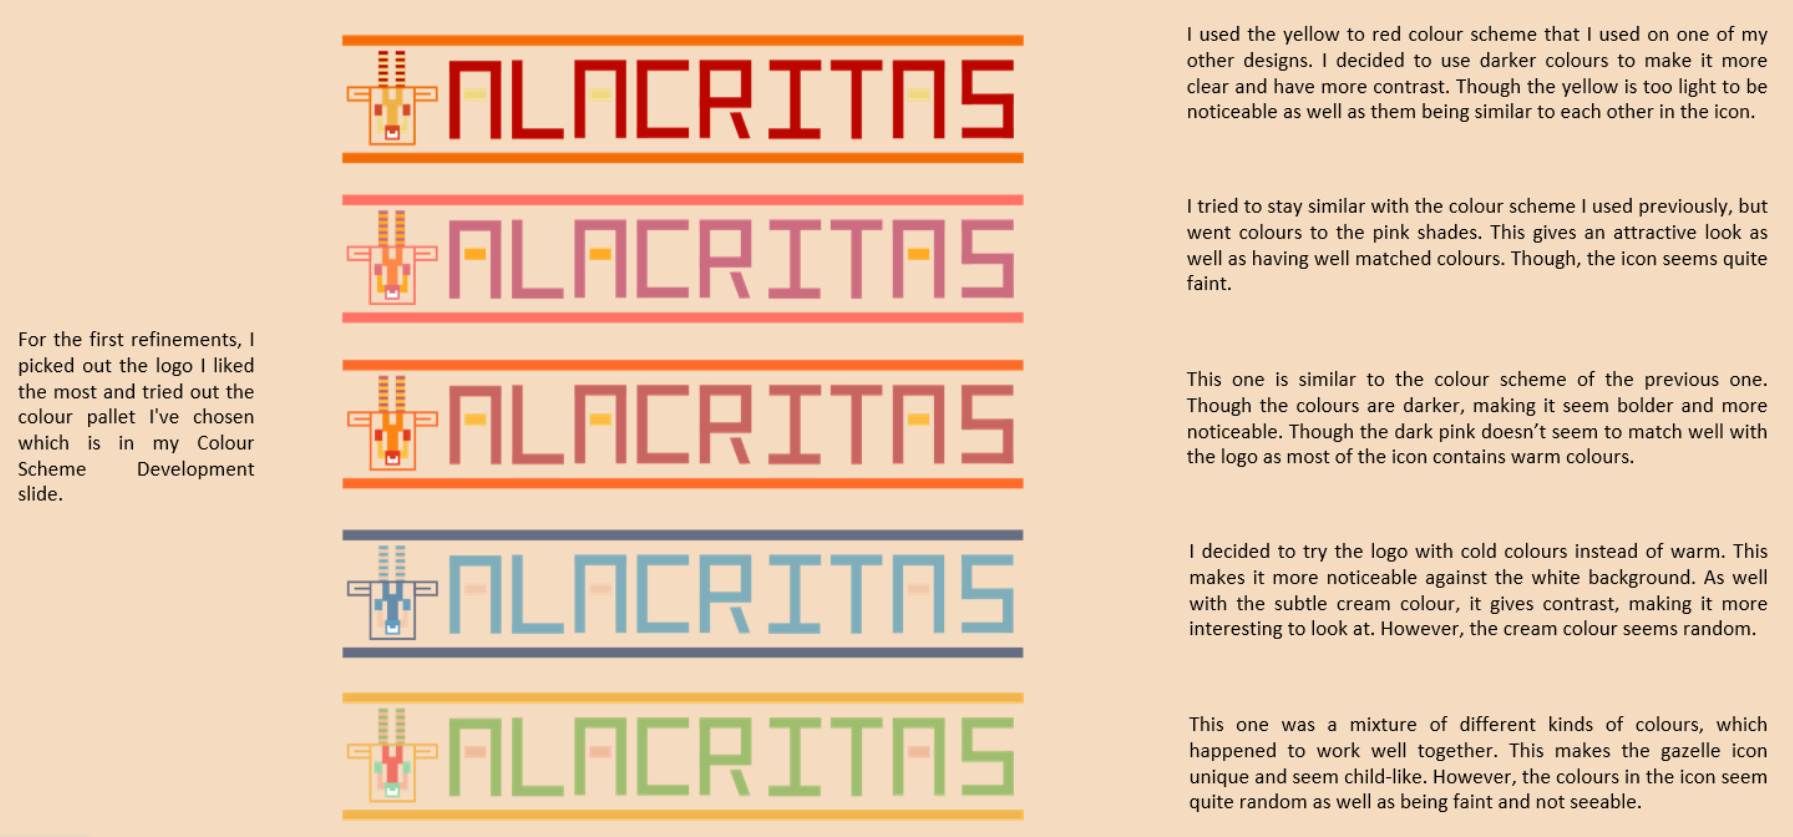 For the first refinements, I
picked out the logo I liked
the most and tried out the
colour pallet I've chosen
which is in my Colour
Scheme Development
slide.
ALACRITAS
I used the yellow to red colour scheme that I used on one of my
other designs. I decided to use darker colours to make it more
clear and have more contrast. Though the yellow is too light to be
noticeable as well as them being similar to each other in the icon.
ALACRITAS
I tried to stay similar with the colour scheme I used previously, but
went colours to the pink shades. This gives an attractive look as
well as having well matched colours. Though, the icon seems quite
faint.
ALACRITAS
This one is similar to the colour scheme of the previous one.
Though the colours are darker, making it seem bolder and more
noticeable. Though the dark pink doesn’t seem to match well with
the logo as most of the icon contains warm colours.
ALACRITAS
I decided to try the logo with cold colours instead of warm. This
makes it more noticeable against the white background. As well
with the subtle cream colour, it gives contrast, making it more
interesting to look at. However, the cream colour seems random.
ALACRITAS
This one was a mixture of different kinds of colours, which
happened to work well together. This makes the gazelle icon
unique and seem child-like. However, the colours in the icon seem
quite random as well as being faint and not seeable.